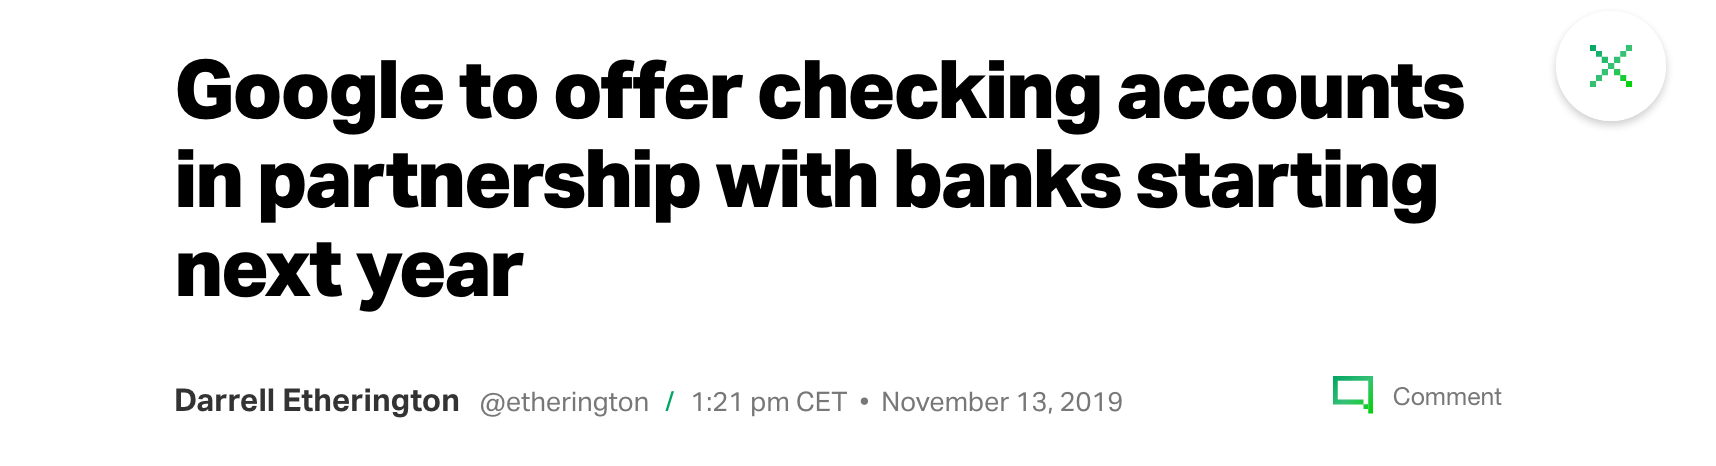 Google to offer checking accounts
in partnership with banks starting
next year
Darrell Etherington @etherington / 1:21 pm CET • November 13, 2019 Comment